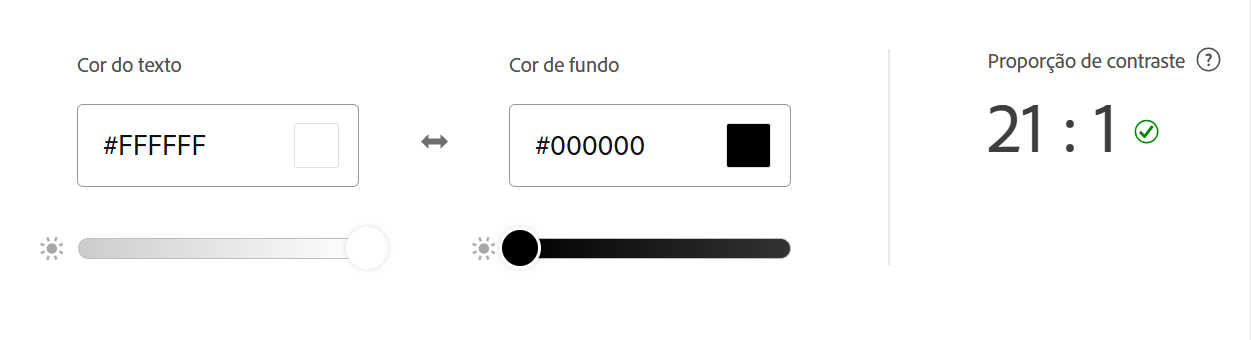 Cor do texto
#FFFFFF
Cor de fundo
#000000
Proporção de contraste ?
21 : 1